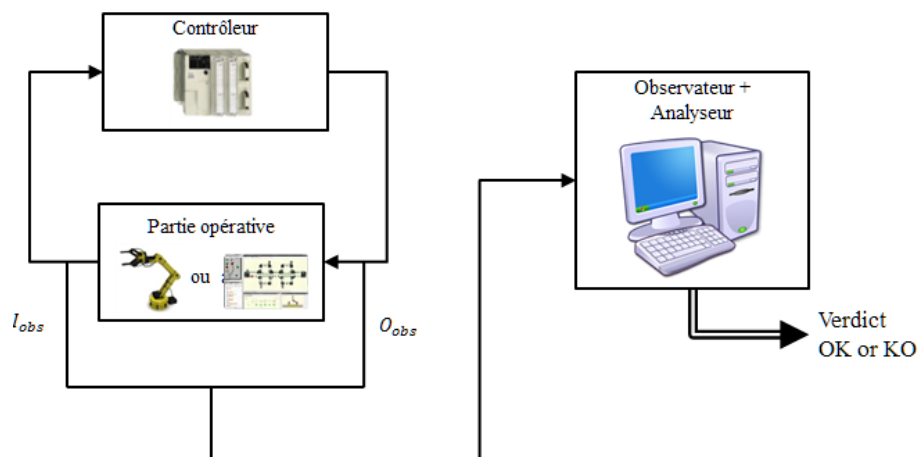 Contrôleur
Observateur +
Analyseur
Partie opérative
ou
I_obs
O_obs
Verdict
OK or KO